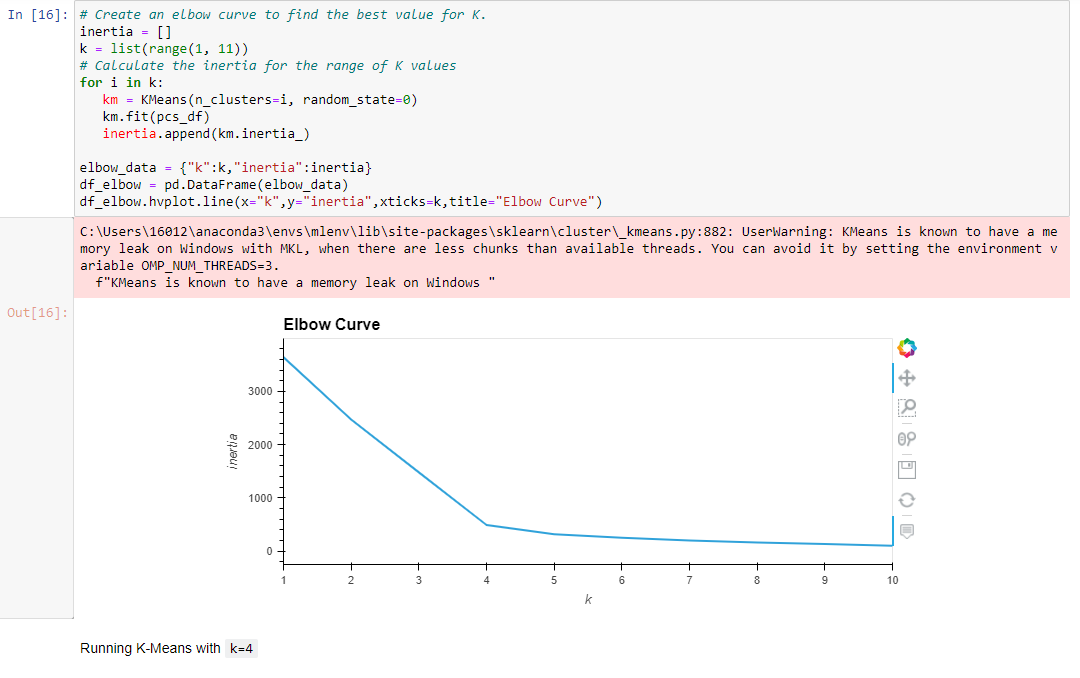 In [16]:
# Create an elbow curve to find the best value for K.
inertia = []
k = list(range(1, 11))
# Calculate the inertia for the range of K values
for i in k:
   km = KMeans(n_clusters=i, random_state=0)
   km.fit(pcs_df)
   inertia.append(km.inertia_)
elbow_data = {"k":k,"inertia":inertia}
df_elbow = pd.DataFrame(elbow_data)
df_elbow.hvplot.line(x="k",y="inertia",xticks=k,title="Elbow Curve")
C:\Users\16012\anaconda3\envs\mlenv\lib\site-packages\sklearn\cluster\_kmeans.py:882: UserWarning: KMeans is known to have a me
mory leak on Windows with MKL, when there are less chunks than available threads. You can avoid it by setting the environment v
ariable OMP_NUM_THREADS=3.
  f"KMeans is known to have a memory leak on Windows "
Out[16]:
Elbow Curve
3000
2000
1000
0
inertia
1 2 3 4 5 6 7 8 9 10
k
Running K-Means with k=4